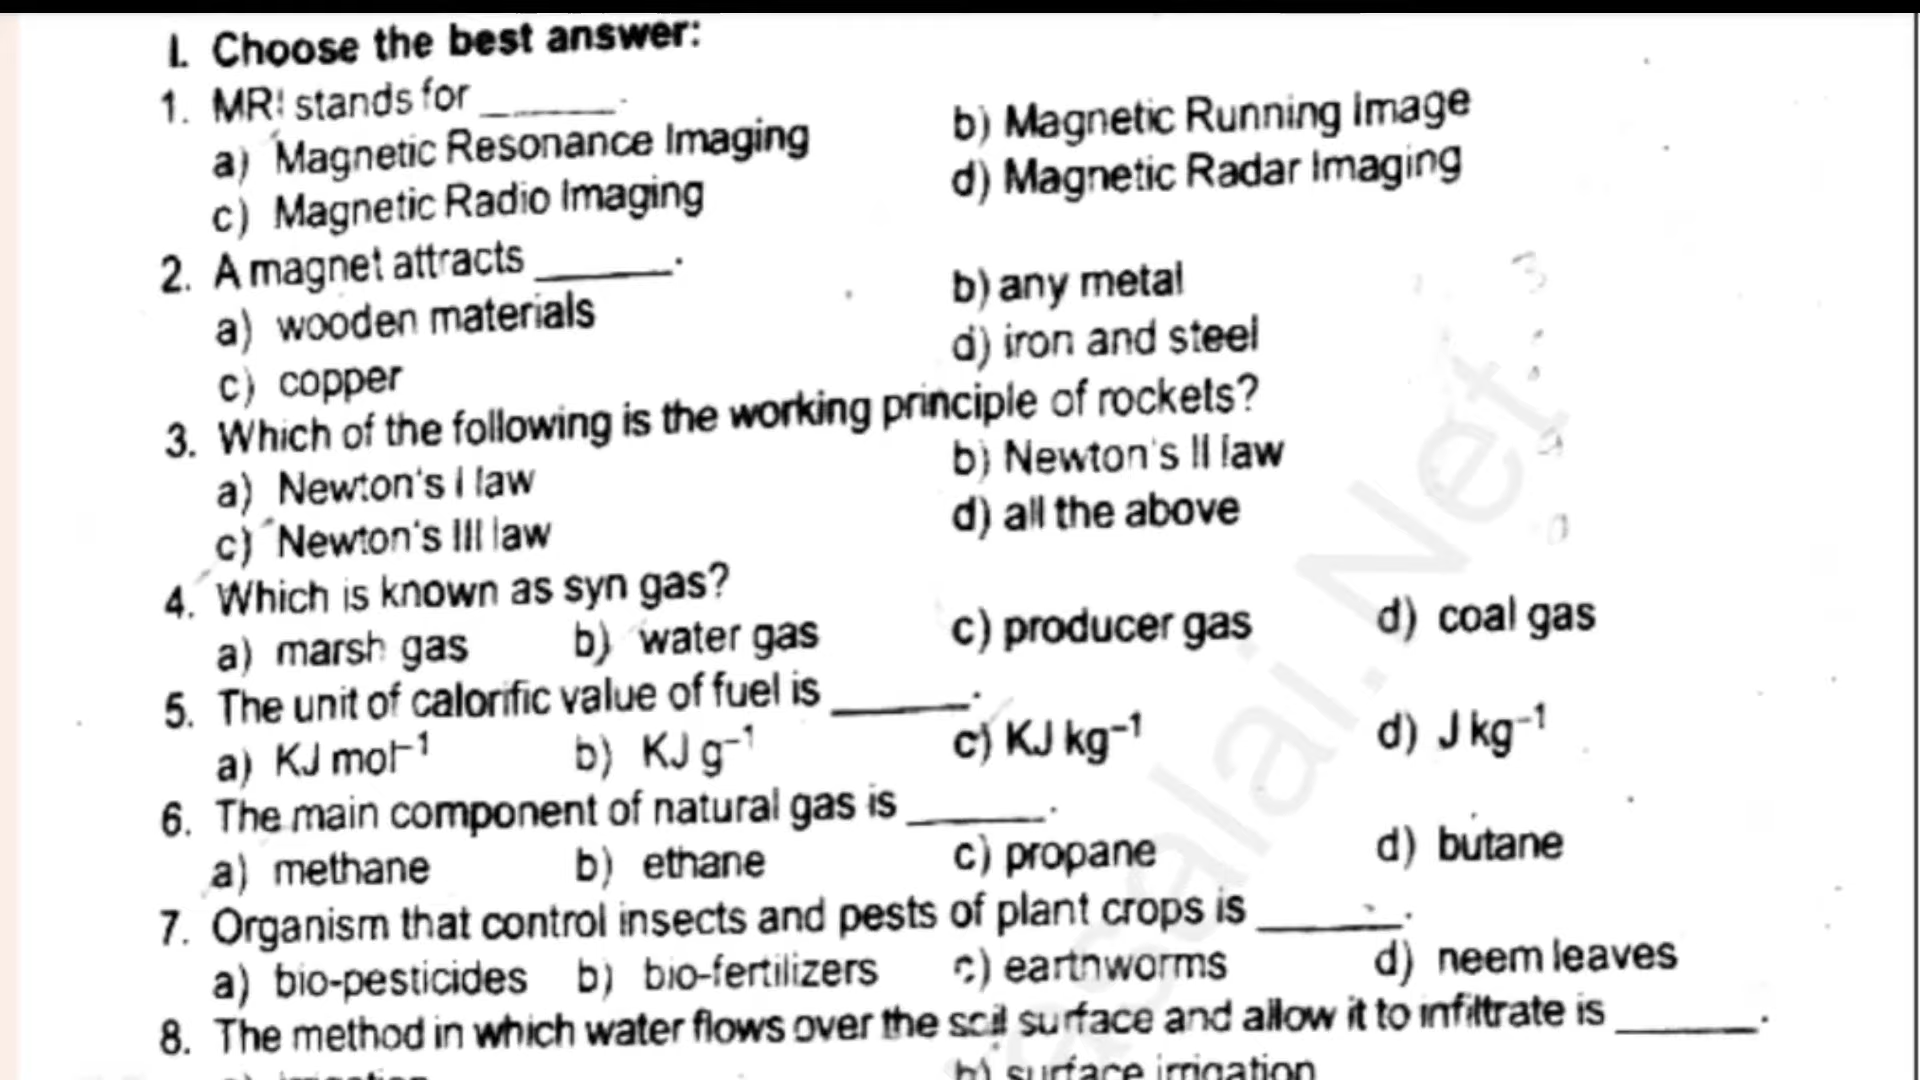 I. Choose the best answer:
1. MRI stands for ______.
a) Magnetic Resonance Imaging b) Magnetic Running Image
c) Magnetic Radio Imaging d) Magnetic Radar Imaging
2. A magnet attracts ______.
a) wooden materials b) any metal
c) copper d) iron and steel
3. Which of the following is the working principle of rockets?
a) Newton's I law b) Newton's II law
c) Newton's III law d) all the above
4. Which is known as syn gas?
a) marsh gas b) water gas c) producer gas d) coal gas
5. The unit of calorific value of fuel is ______.
a) KJ mol⁻¹ b) KJ g⁻¹ c) KJ kg⁻¹ d) J kg⁻¹
6. The main component of natural gas is ______.
a) methane b) ethane c) propane d) butane
7. Organism that control insects and pests of plant crops is ______.
a) bio-pesticides b) bio-fertilizers c) earthworms d) neem leaves
8. The method in which water flows over the soil surface and allow it to infiltrate is ______.
b) surface irrigation